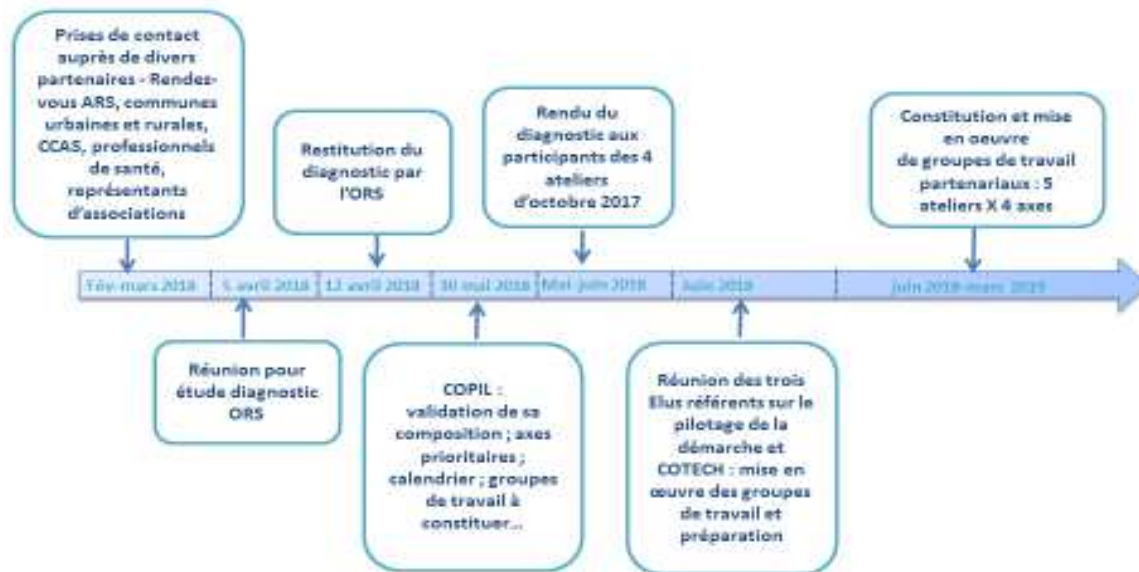 Prises de contact
auprès de divers
partenaires - Rendez-
vous ARS, communes
urbaines et rurales,
CCAS, professionnels
de santé,
représentants
d'associations
Restitution du
diagnostic par
l'ORS
Rendu du
diagnostic aux
participants des 4
ateliers
d'octobre 2017
Constitution et mise
en oeuvre
de groupes de travail
partenariaux : 5
ateliers X 4 axes
Fév-mars 2018
5 avril 2018
12 avril 2018
30 mai 2018
Mai-juin 2018
Juin 2018
juin 2018-mars 2019
Réunion pour
étude diagnostic
ORS
COPIL :
validation de sa
composition ; axes
prioritaires ;
calendrier ; groupes
de travail à
constituer...
Réunion des trois
Elus référents sur le
pilotage de la
démarche et
COTECH : mise en
œuvre des groupes
de travail et
préparation